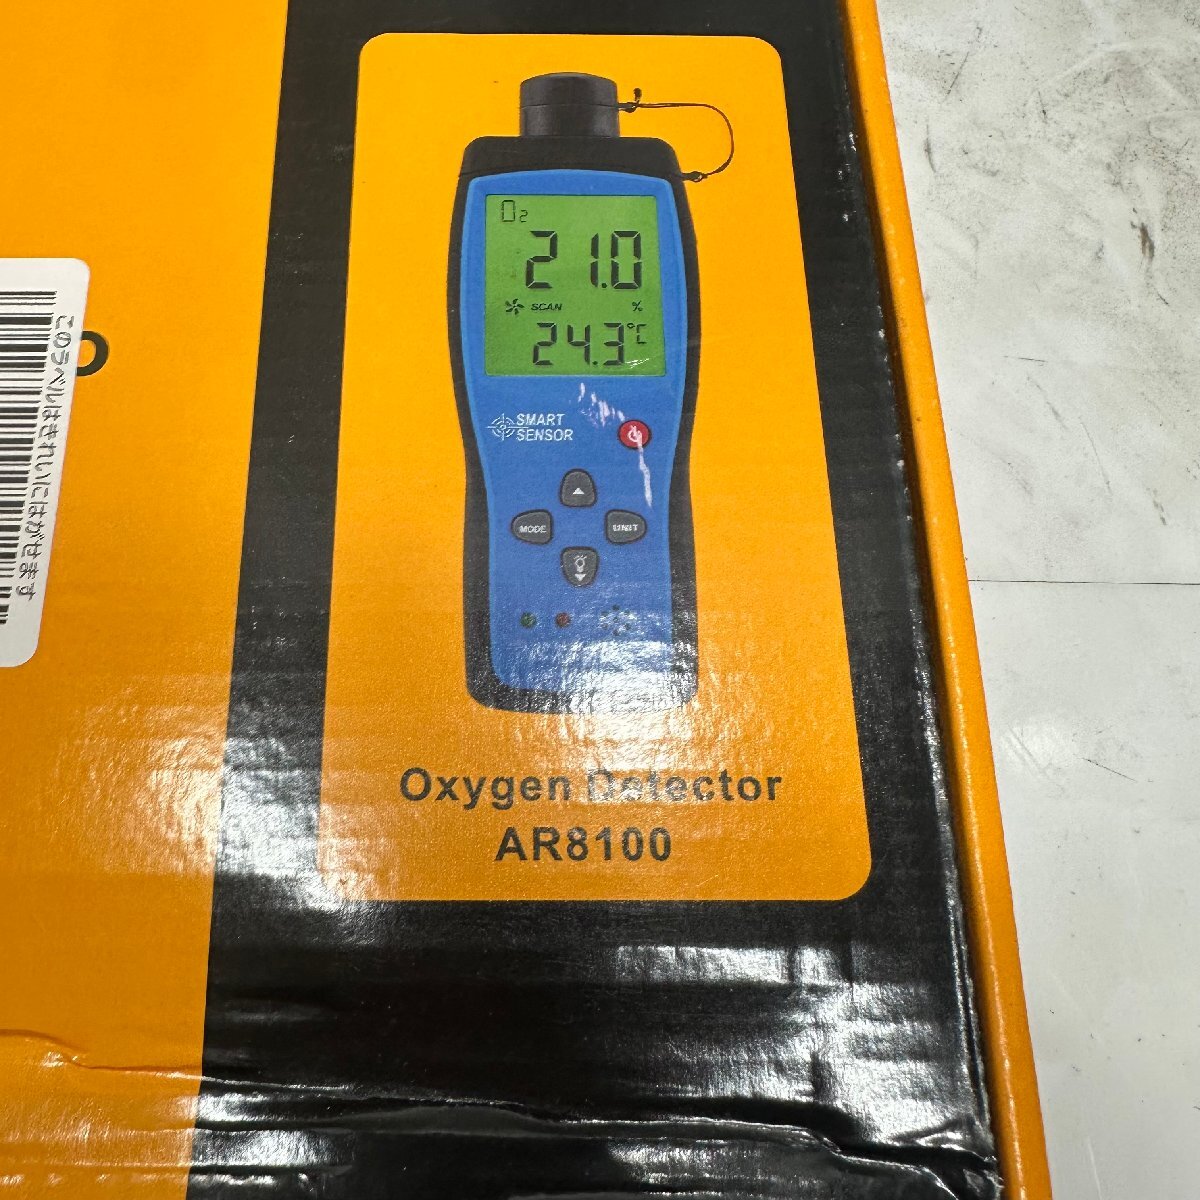 O2
21.0
SCAN %
24.3°C
SMART
SENSOR
MODE
UNIT
Oxygen Detector
AR8100
このラベルはきれいにはがせます